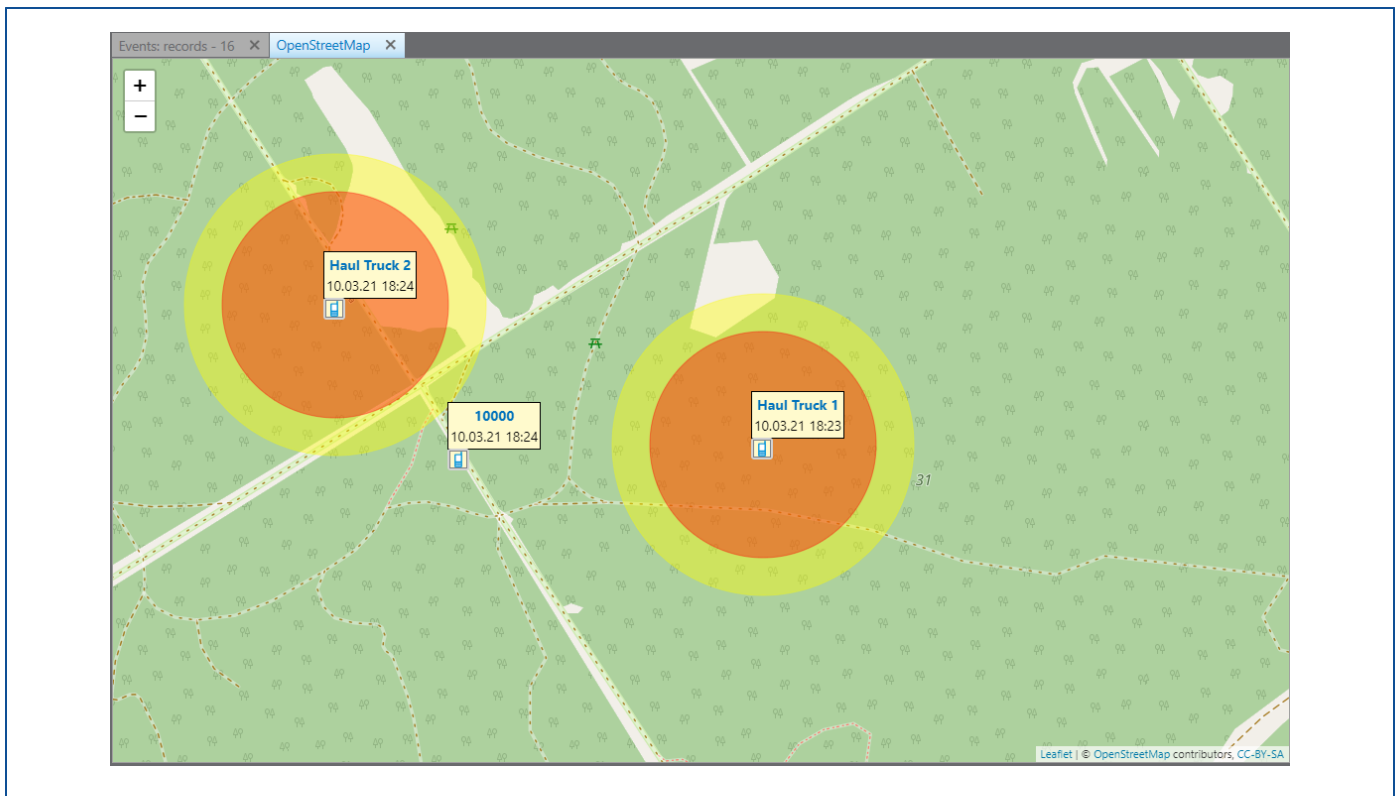 Events: records - 16 ✕ OpenStreetMap ✕
+
−
Haul Truck 2
10.03.21 18:24
10000
10.03.21 18:24
Haul Truck 1
10.03.21 18:23
31
Leaflet | © OpenStreetMap contributors, CC-BY-SA